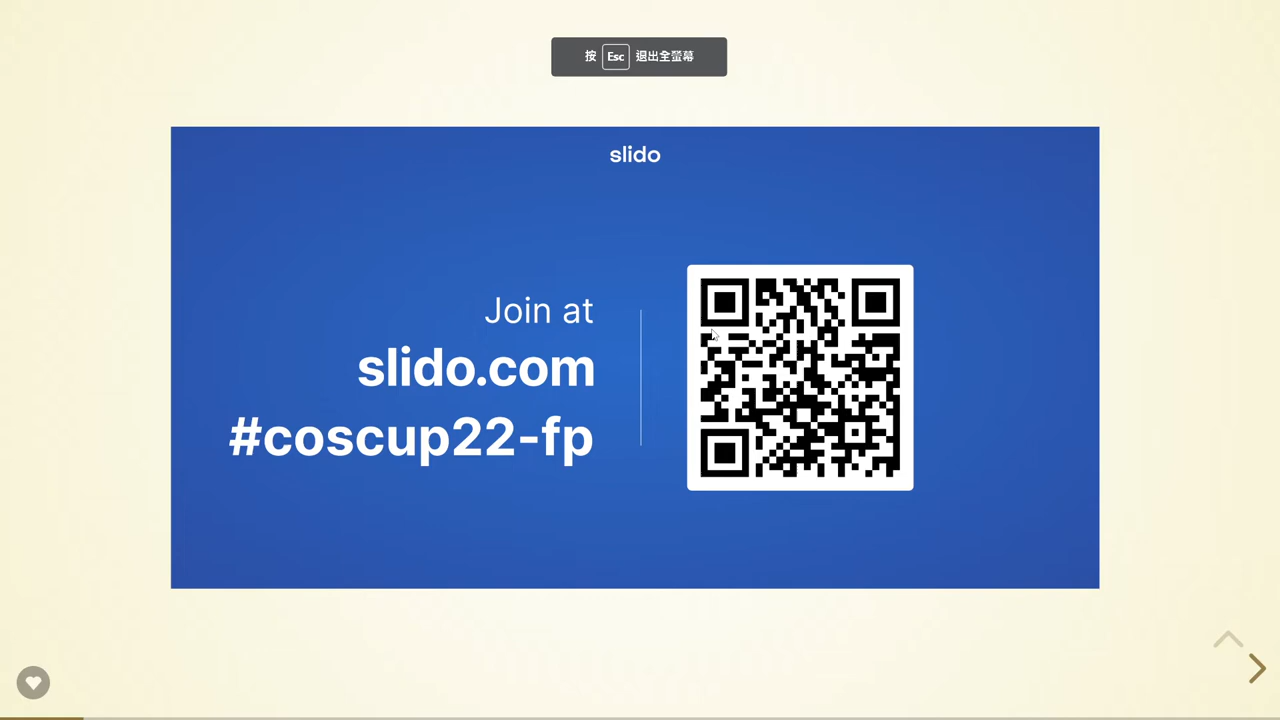 按 Esc 退出全螢幕
slido
Join at
slido.com
#coscup22-fp